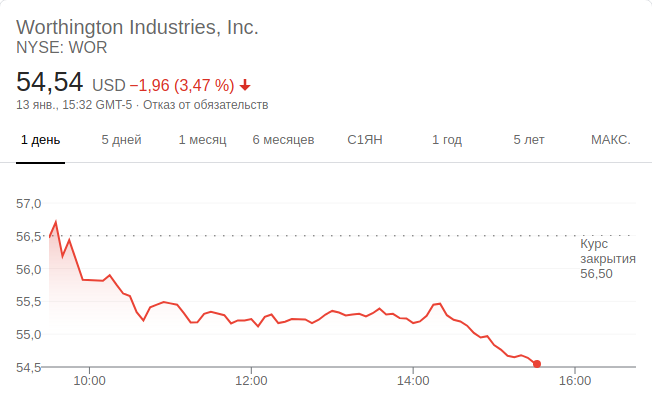 Worthington Industries, Inc.
NYSE: WOR
54,54 USD −1,96 (3,47 %)
13 янв., 15:32 GMT-5 · Отказ от обязательств
1 день 5 дней 1 месяц 6 месяцев С1ЯН 1 год 5 лет МАКС.
57,0
56,5
Курс
закрытия
56,50
56,0
55,5
55,0
54,5
10:00 12:00 14:00 16:00